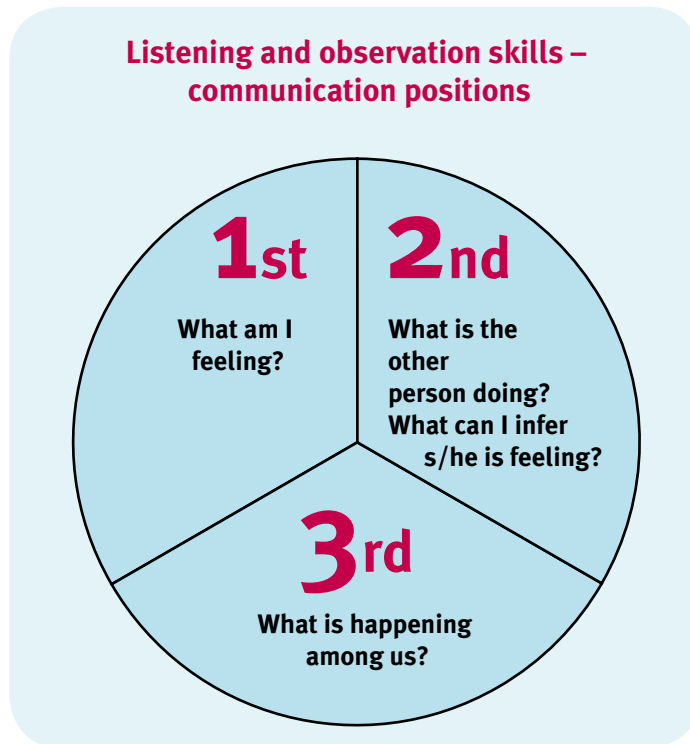 Listening and observation skills –
communication positions
1st
What am I
feeling?
2nd
What is the
other
person doing?
What can I infer
s/he is feeling?
3rd
What is happening
among us?